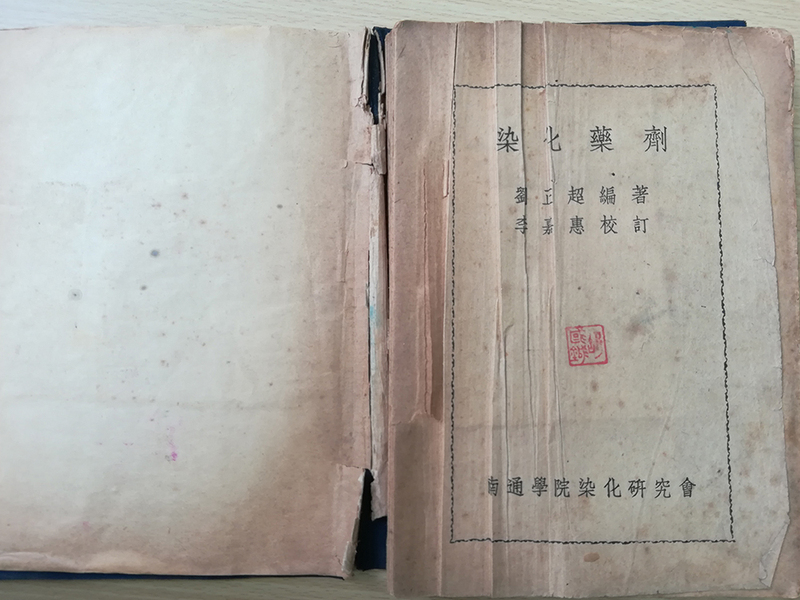 染化藥劑
劉正超編著
李嘉惠校訂
南通學院染化研究會